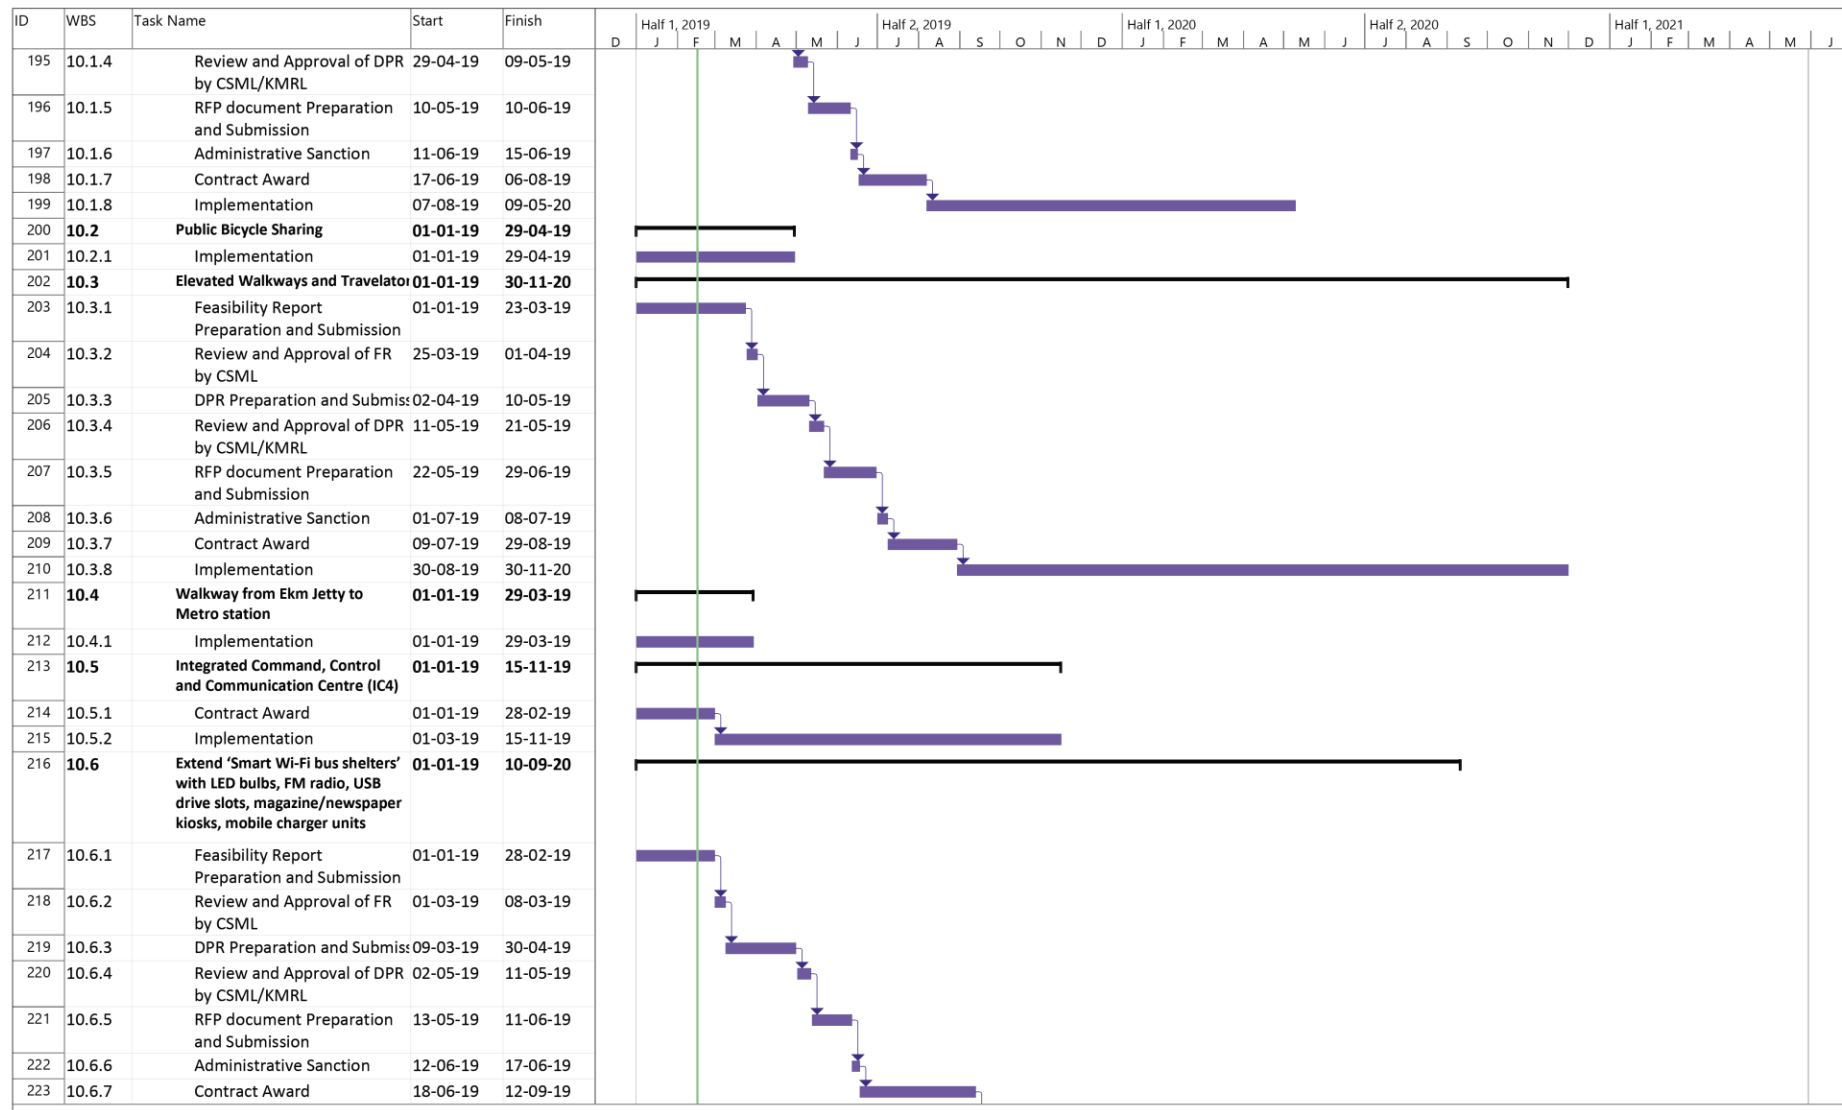 ID WBS Task Name Start Finish
Half 1, 2019 Half 2, 2019 Half 1, 2020 Half 2, 2020 Half 1, 2021
D J F M A M J J A S O N D J F M A M J J A S O N D J F M A M J
195 10.1.4 Review and Approval of DPR 29-04-19 09-05-19
by CSML/KMRL
196 10.1.5 RFP document Preparation 10-05-19 10-06-19
and Submission
197 10.1.6 Administrative Sanction 11-06-19 15-06-19
198 10.1.7 Contract Award 17-06-19 06-08-19
199 10.1.8 Implementation 07-08-19 09-05-20
200 10.2 Public Bicycle Sharing 01-01-19 29-04-19
201 10.2.1 Implementation 01-01-19 29-04-19
202 10.3 Elevated Walkways and Travelator 01-01-19 30-11-20
203 10.3.1 Feasibility Report 01-01-19 23-03-19
Preparation and Submission
204 10.3.2 Review and Approval of FR 25-03-19 01-04-19
by CSML
205 10.3.3 DPR Preparation and Submiss 02-04-19 10-05-19
206 10.3.4 Review and Approval of DPR 11-05-19 21-05-19
by CSML/KMRL
207 10.3.5 RFP document Preparation 22-05-19 29-06-19
and Submission
208 10.3.6 Administrative Sanction 01-07-19 08-07-19
209 10.3.7 Contract Award 09-07-19 29-08-19
210 10.3.8 Implementation 30-08-19 30-11-20
211 10.4 Walkway from Ekm Jetty to 01-01-19 29-03-19
Metro station
212 10.4.1 Implementation 01-01-19 29-03-19
213 10.5 Integrated Command, Control 01-01-19 15-11-19
and Communication Centre (IC4)
214 10.5.1 Contract Award 01-01-19 28-02-19
215 10.5.2 Implementation 01-03-19 15-11-19
216 10.6 Extend ‘Smart Wi-Fi bus shelters’ 01-01-19 10-09-20
with LED bulbs, FM radio, USB
drive slots, magazine/newspaper
kiosks, mobile charger units
217 10.6.1 Feasibility Report 01-01-19 28-02-19
Preparation and Submission
218 10.6.2 Review and Approval of FR 01-03-19 08-03-19
by CSML
219 10.6.3 DPR Preparation and Submiss 09-03-19 30-04-19
220 10.6.4 Review and Approval of DPR 02-05-19 11-05-19
by CSML/KMRL
221 10.6.5 RFP document Preparation 13-05-19 11-06-19
and Submission
222 10.6.6 Administrative Sanction 12-06-19 17-06-19
223 10.6.7 Contract Award 18-06-19 12-09-19